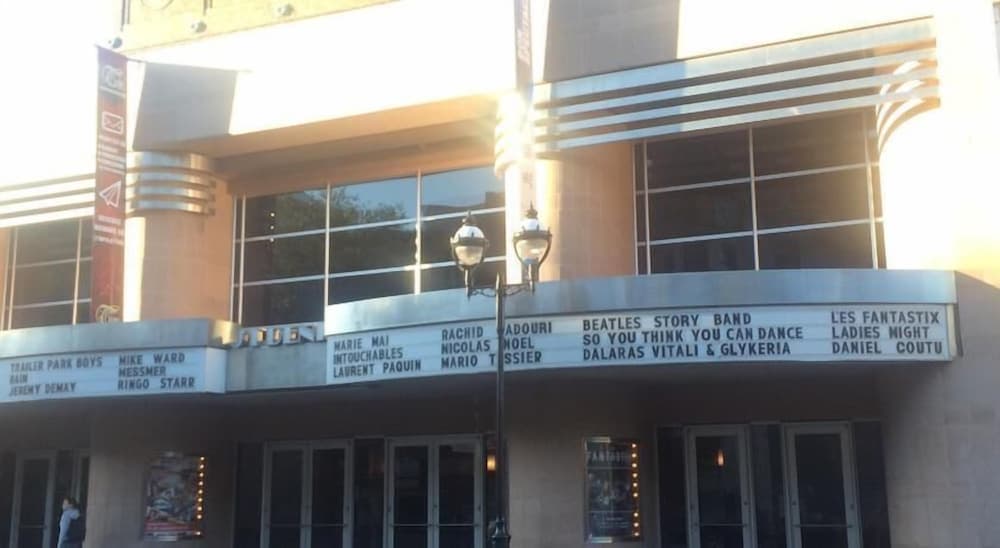 TRAILER PARK BOYS
RAIN
JEREMY DEMAY
MIKE WARD
MESSMER
RINGO STARR
MARIE MAI
INTOUCHABLES
LAURENT PAQUIN
RACHID ADOURI
NICOLAS NOEL
MARIO TESSIER
BEATLES STORY BAND
SO YOU THINK YOU CAN DANCE
DALARAS VITALI & GLYKERIA
L'ES FANTASTIX
LADIES MIGHT
DANIEL COUTU